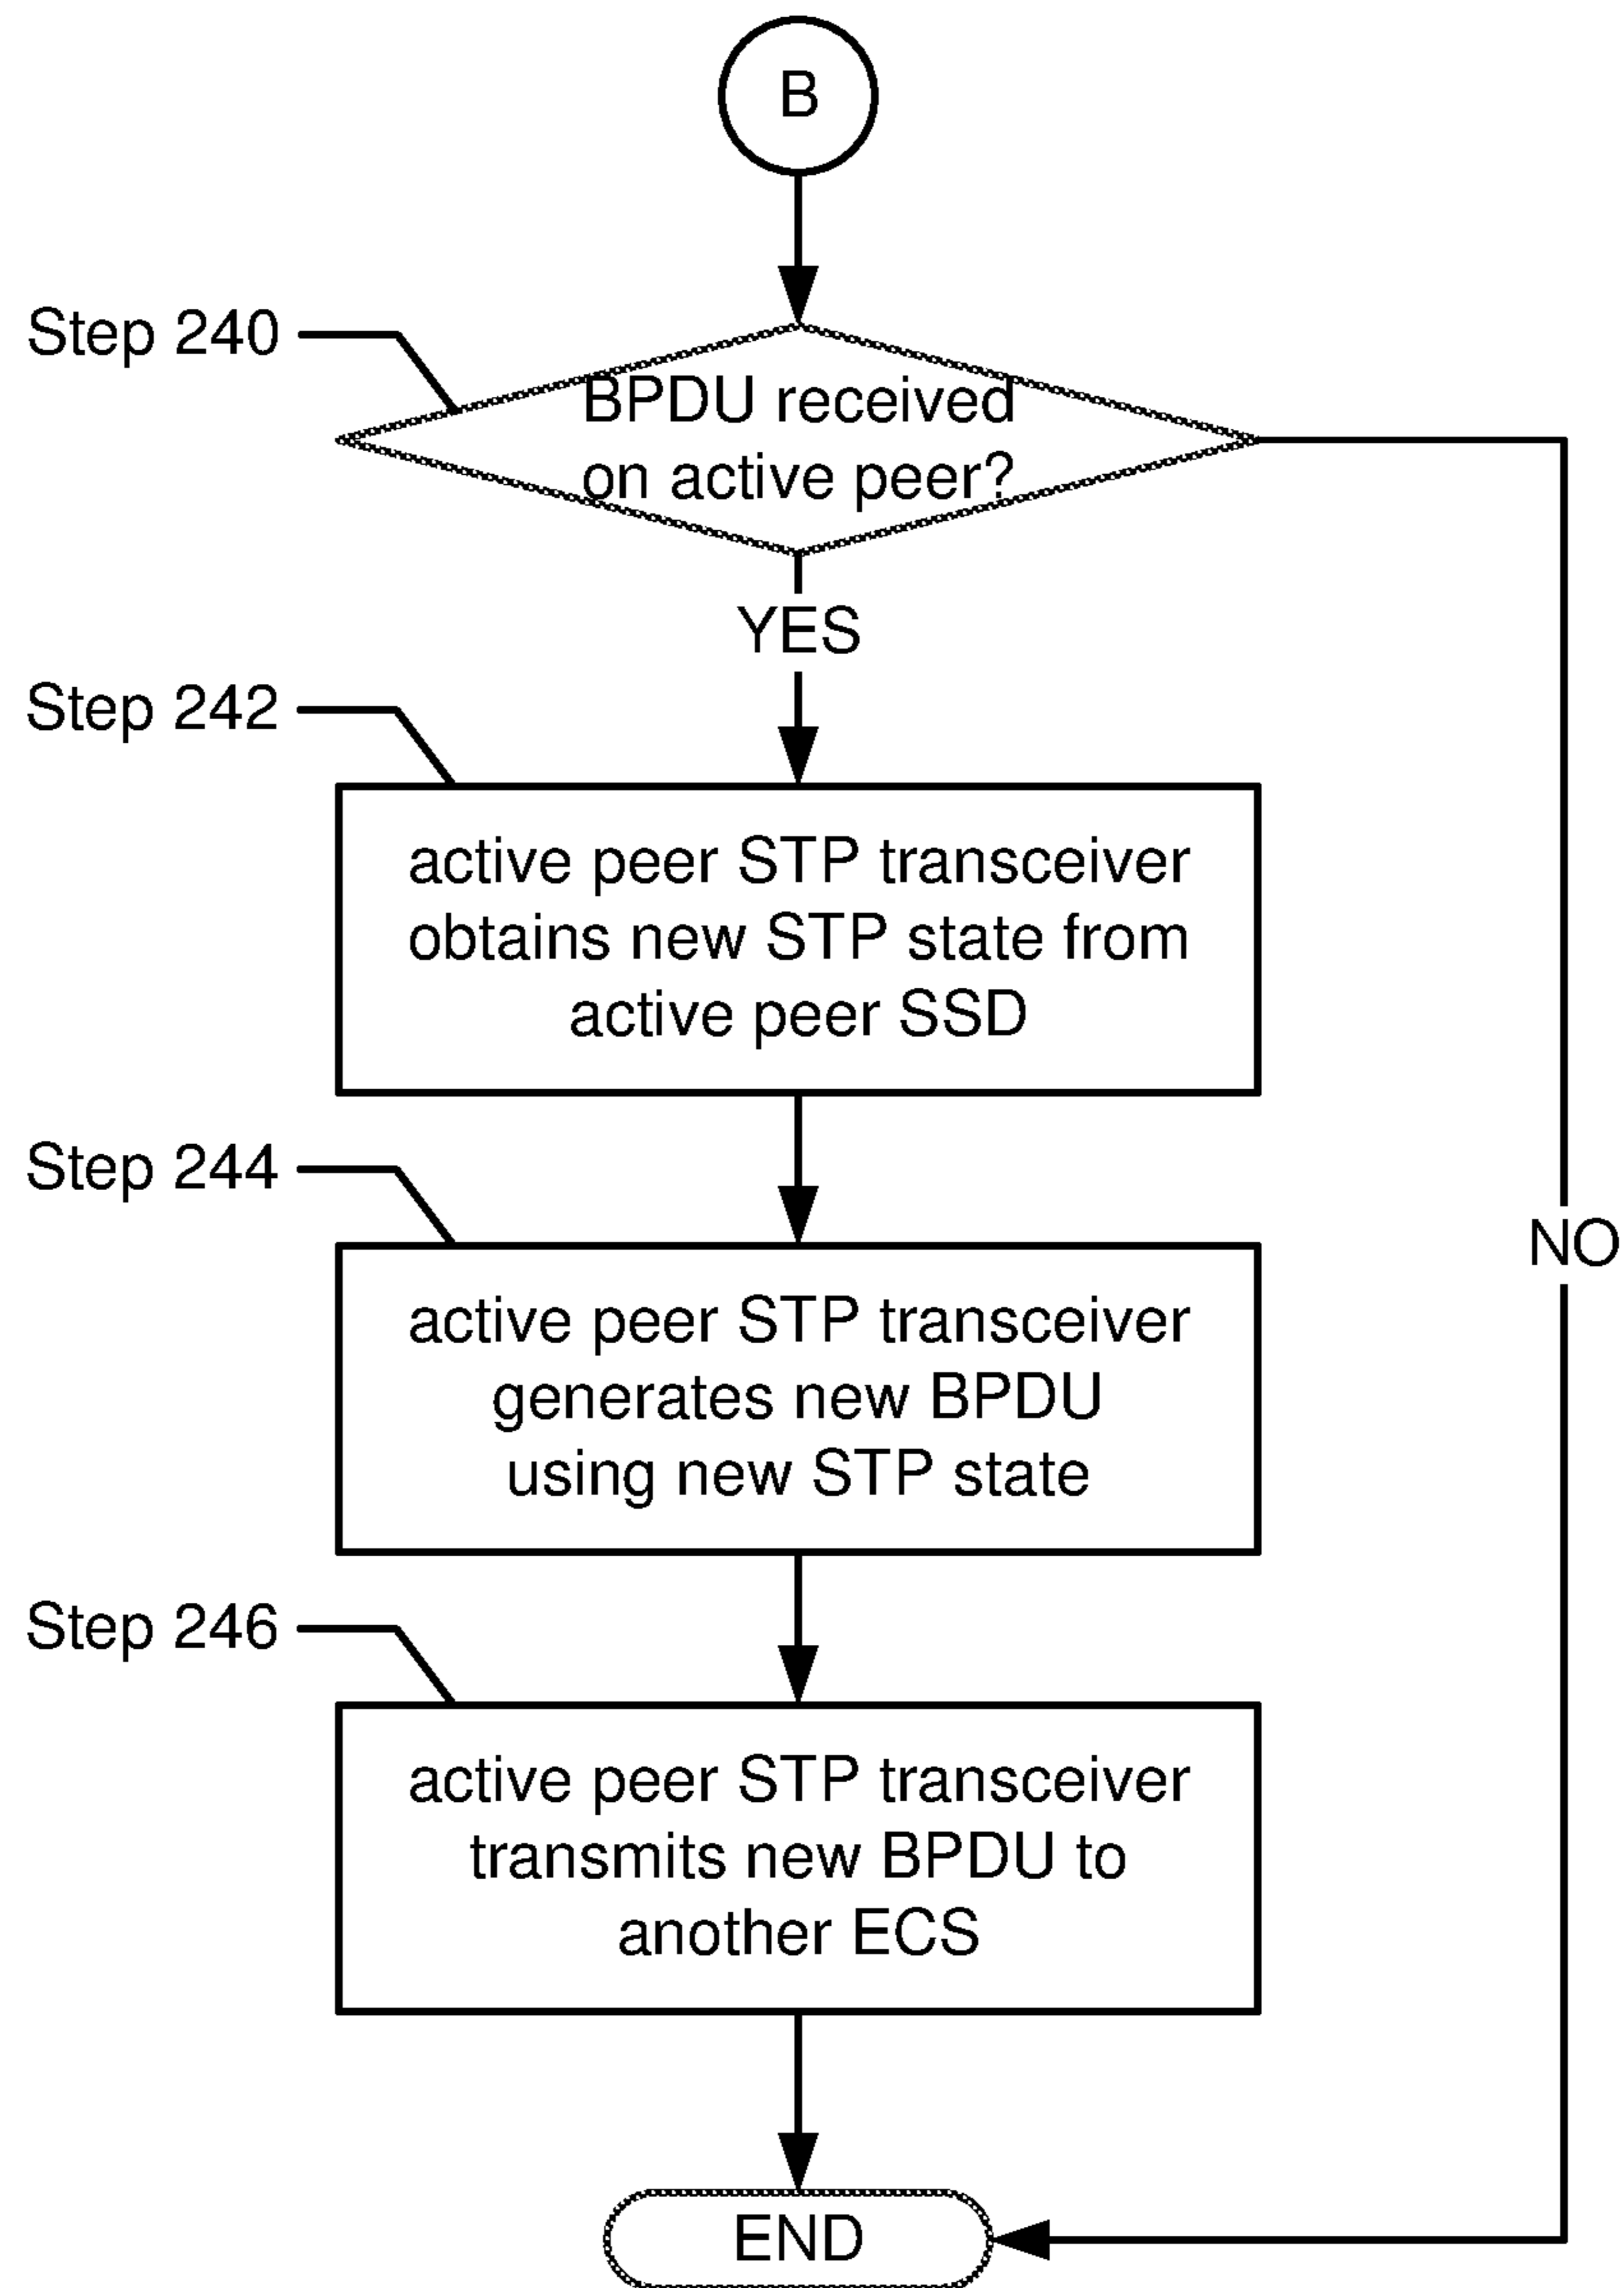 B
Step 240
BPDU received
on active peer?
YES
Step 242
active peer STP transceiver
obtains new STP state from
active peer SSD
Step 244
NO
active peer STP transceiver
generates new BPDU
using new STP state
Step 246
active peer STP transceiver
transmits new BPDU to
another ECS
END